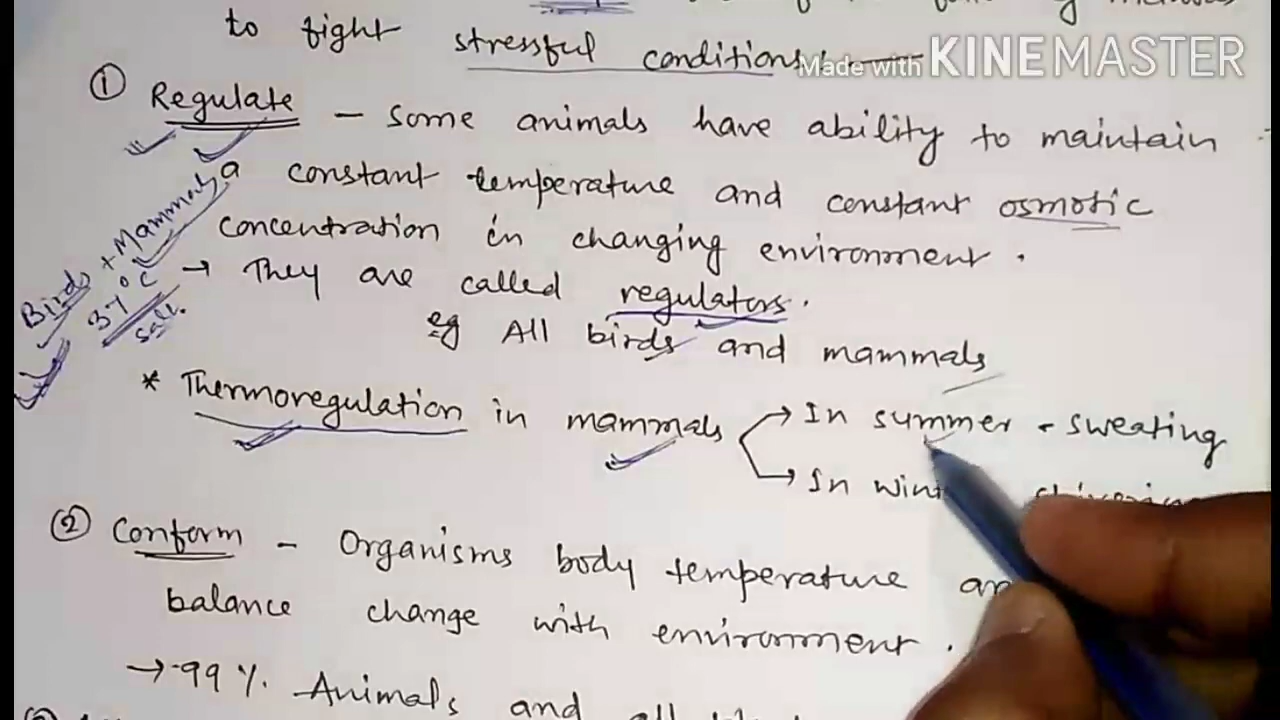 to fight stressful conditions:—
Made with KINEMASTER
① Regulate - Some animals have ability to maintain
a constant temperature and constant osmotic
concentration in changing environment.
→ They are called regulators.
eg All birds and mammals
Birds + Mammals
37°C
Salt.
* Thermoregulation in mammals → In summer - sweating
→ In
② Conform - Organisms body temperature
balance change with environment.
→ 99 %. Animals and